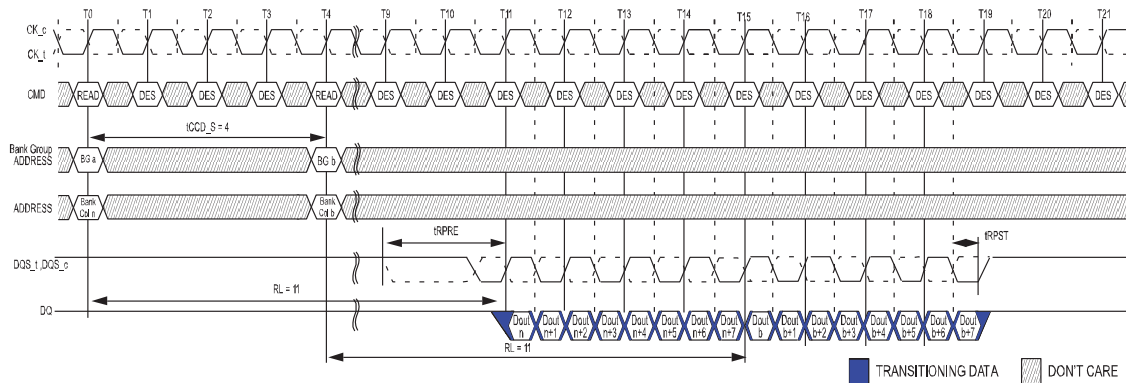 T0 T1 T2 T3 T4 T9 T10 T11 T12 T13 T14 T15 T16 T17 T18 T19 T20 T21
CK_c
CK_t
CMD READ DES DES DES READ DES DES DES DES DES DES DES DES DES DES DES DES DES
tCCD_S = 4
Bank Group
ADDRESS BG a BG b
ADDRESS Bank Col n Bank Col b
tRPRE tRPST
DQS_t ,DQS_c
RL = 11
DQ Dout n Dout n+1 Dout n+2 Dout n+3 Dout n+4 Dout n+5 Dout n+6 Dout n+7 Dout b Dout b+1 Dout b+2 Dout b+3 Dout b+4 Dout b+5 Dout b+6 Dout b+7
RL = 11
TRANSITIONING DATA DON'T CARE